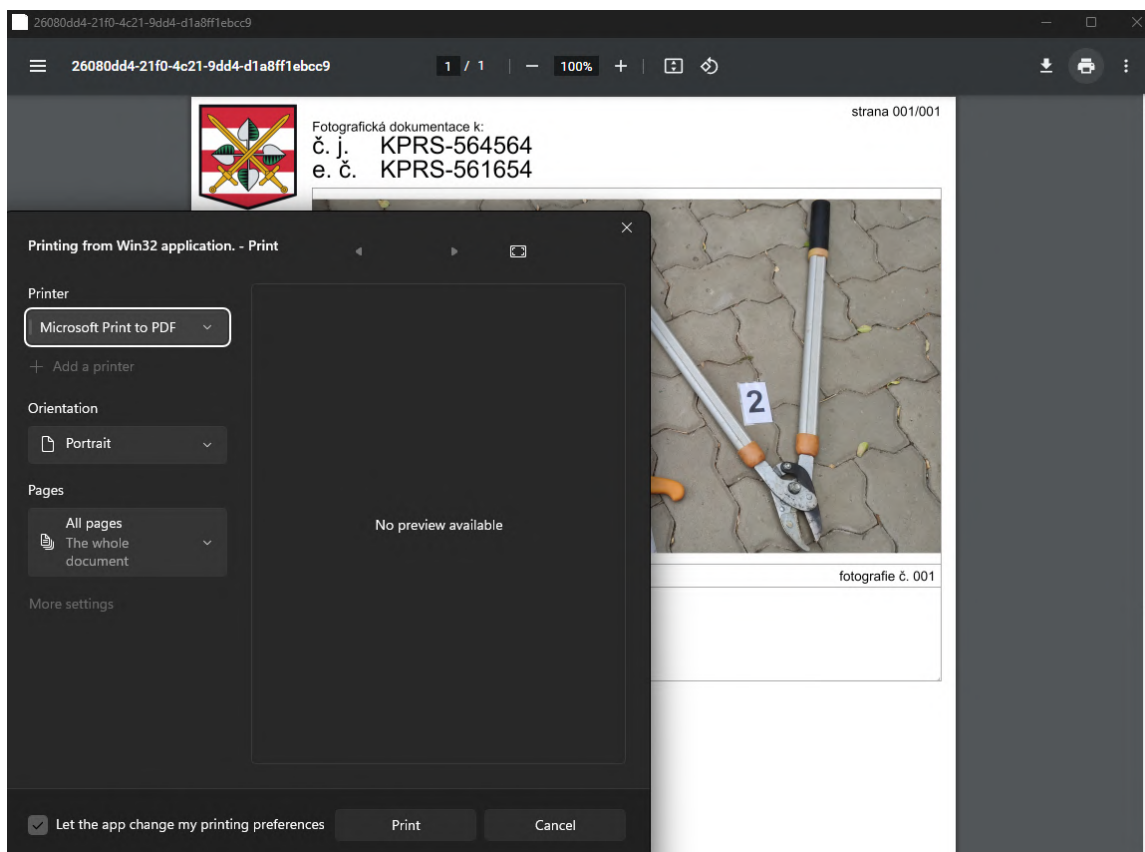 26080dd4-21f0-4c21-9dd4-d1a8ff1ebcc9
26080dd4-21f0-4c21-9dd4-d1a8ff1ebcc9
1 / 1
100%
strana 001/001
Fotografická dokumentace k:
č. j. KPRS-564564
e. č. KPRS-561654
Printing from Win32 application. - Print
Printer
Microsoft Print to PDF
Add a printer
Orientation
Portrait
Pages
All pages
The whole
document
More settings
No preview available
2
fotografie č. 001
Let the app change my printing preferences
Print
Cancel